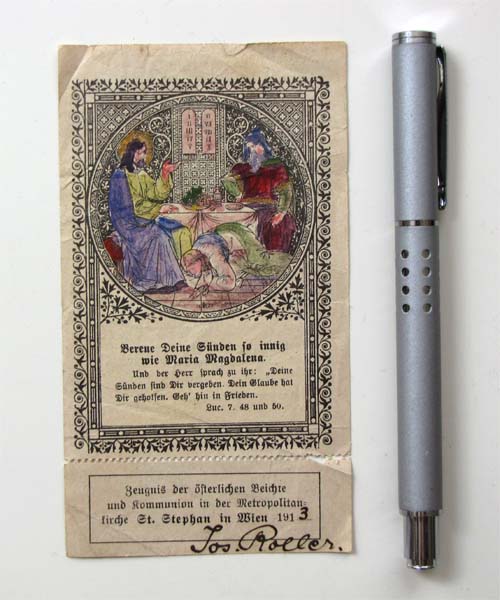 Bereue Deine Sünden so innig
wie Maria Magdalena.
Und der Herr sprach zu ihr: „Deine
Sünden sind Dir vergeben. Dein Glaube hat
Dir geholfen. Geh' hin in Frieden.
Luc. 7. 48 und 50.
Zeugnis der österlichen Beichte
und Kommunion in der Metropolitan-
kirche St. Stephan in Wien 1913
Jos. Roller.